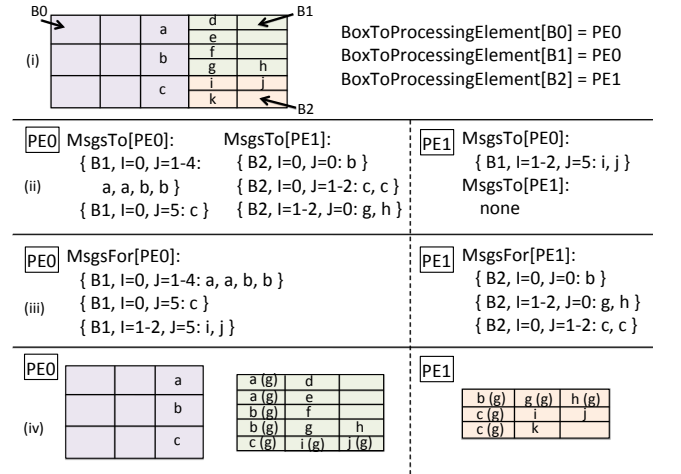 B0 B1
d
a
e
f
b
g h
i j
c
k
B2
(i)
BoxToProcessingElement[B0] = PE0
BoxToProcessingElement[B1] = PE0
BoxToProcessingElement[B2] = PE1
(ii)
PE0 MsgsTo[PE0]:
{ B1, I=0, J=1-4:
a, a, b, b }
{ B1, I=0, J=5: c }
MsgsTo[PE1]:
{ B2, I=0, J=0: b }
{ B2, I=0, J=1-2: c, c }
{ B2, I=1-2, J=0: g, h }
PE1 MsgsTo[PE0]:
{ B1, I=1-2, J=5: i, j }
MsgsTo[PE1]:
none
(iii)
PE0 MsgsFor[PE0]:
{ B1, I=0, J=1-4: a, a, b, b }
{ B1, I=0, J=5: c }
{ B1, I=1-2, J=5: i, j }
PE1 MsgsFor[PE1]:
{ B2, I=0, J=0: b }
{ B2, I=1-2, J=0: g, h }
{ B2, I=0, J=1-2: c, c }
(iv)
PE0
a
b
c
a (g) d
a (g) e
b (g) f
b (g) g h
c (g) i (g) j (g)
PE1
b (g) g (g) h (g)
c (g) i j
c (g) k